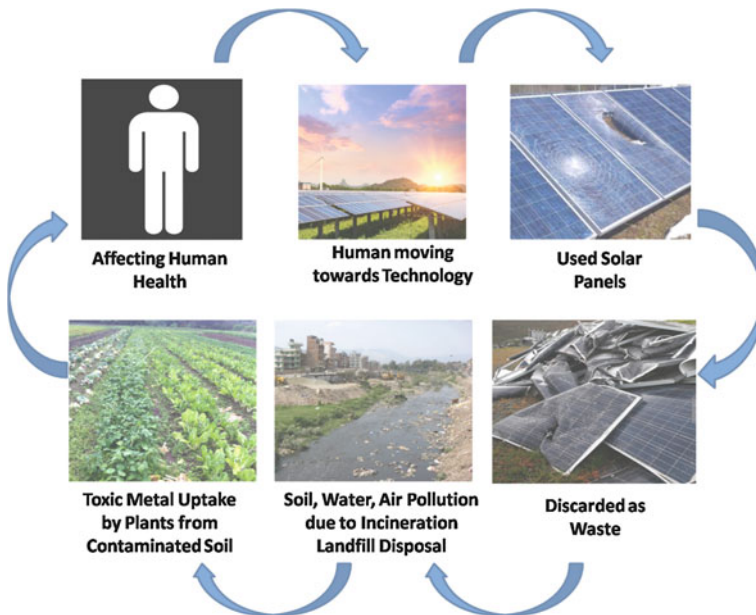 Affecting Human
Health
Human moving
towards Technology
Used Solar
Panels
Toxic Metal Uptake
by Plants from
Contaminated Soil
Soil, Water, Air Pollution
due to Incineration
Landfill Disposal
Discarded as
Waste